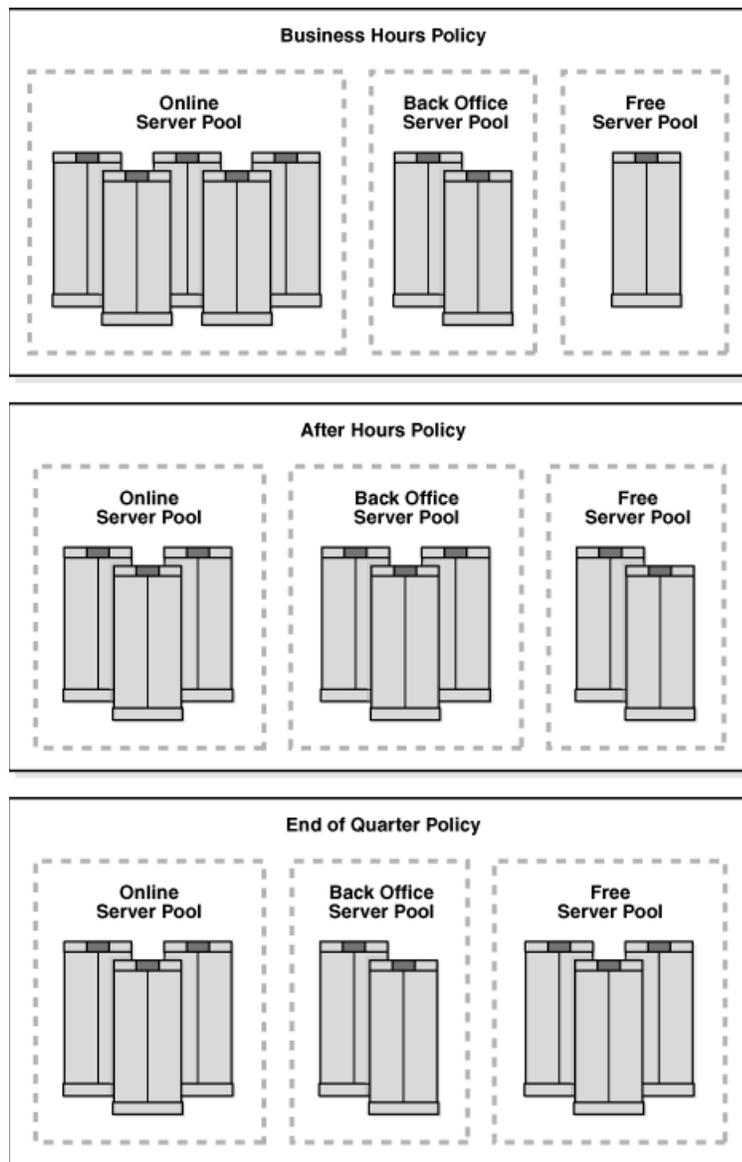 Business Hours Policy
Online
Server Pool
Back Office
Server Pool
Free
Server Pool
After Hours Policy
Online
Server Pool
Back Office
Server Pool
Free
Server Pool
End of Quarter Policy
Online
Server Pool
Back Office
Server Pool
Free
Server Pool